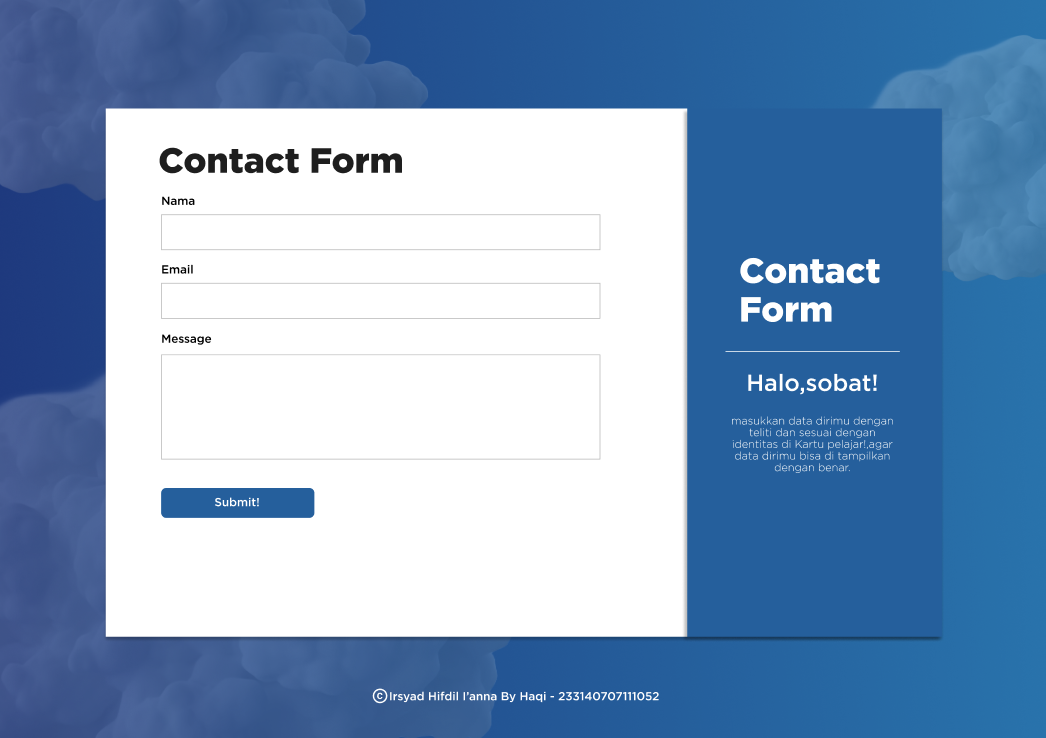 Contact Form
Nama
Email
Message
Submit!
Contact
Form
Halo,sobat!
masukkan data dirimu dengan
teliti dan sesuai dengan
identitas di Kartu pelajar!,agar
data dirimu bisa di tampilkan
dengan benar.
©Irsyad Hifdil I'anna By Haqi - 233140707111052